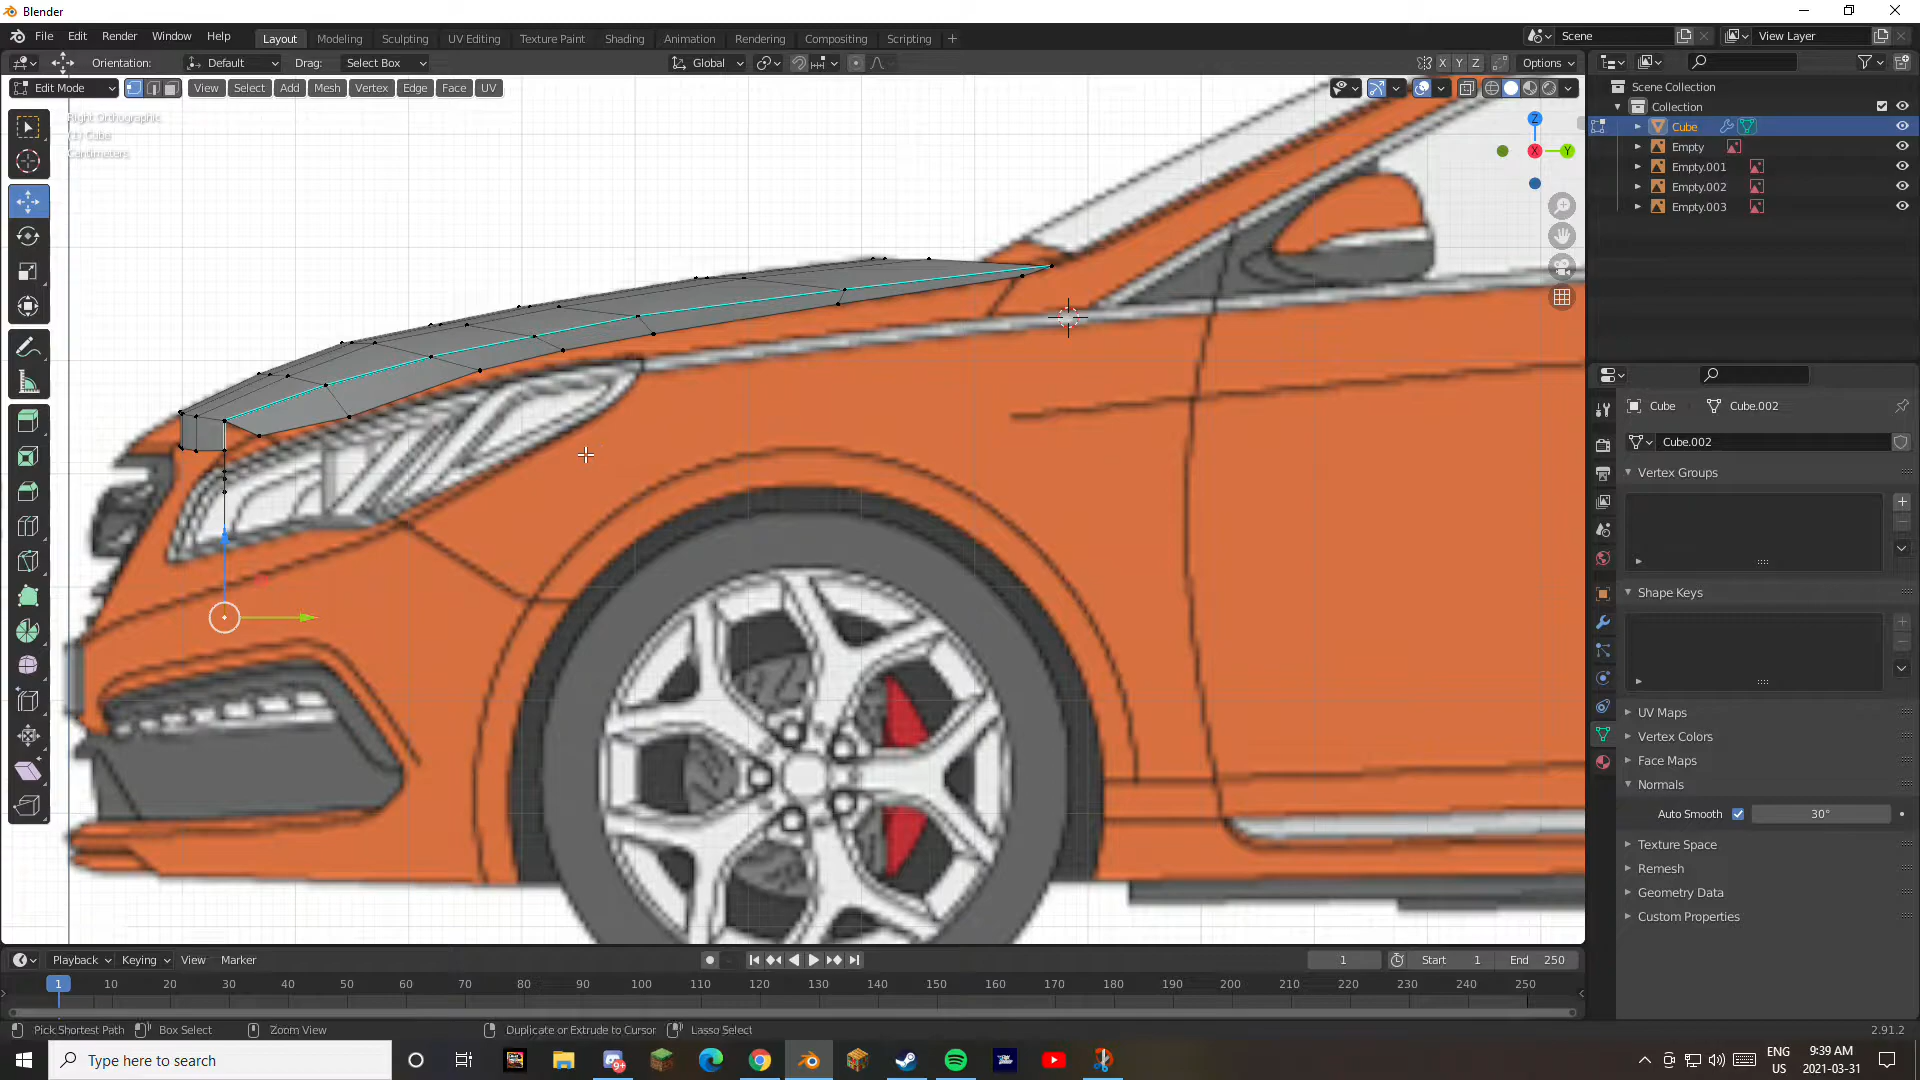 Blender
File Edit Render Window Help
Layout Modeling Sculpting UV Editing Texture Paint Shading Animation Rendering Compositing Scripting +
Scene
View Layer
Orientation: Default Drag: Select Box
Global
X Y Z Options
Edit Mode View Select Add Mesh Vertex Edge Face UV
Right Orthographic
(1) Cube
Centimeters
Z
X
Y
Scene Collection
Collection
Cube
Empty
Empty.001
Empty.002
Empty.003
Cube Cube.002
Cube.002
Vertex Groups
Shape Keys
UV Maps
Vertex Colors
Face Maps
Normals
Auto Smooth 30°
Texture Space
Remesh
Geometry Data
Custom Properties
Playback Keying View Marker
1 Start 1 End 250
1 10 20 30 40 50 60 70 80 90 100 110 120 130 140 150 160 170 180 190 200 210 220 230 240 250
Pick Shortest Path Box Select Zoom View Duplicate or Extrude to Cursor Lasso Select
2.91.2
Type here to search
ENG
US
9:39 AM
2021-03-31